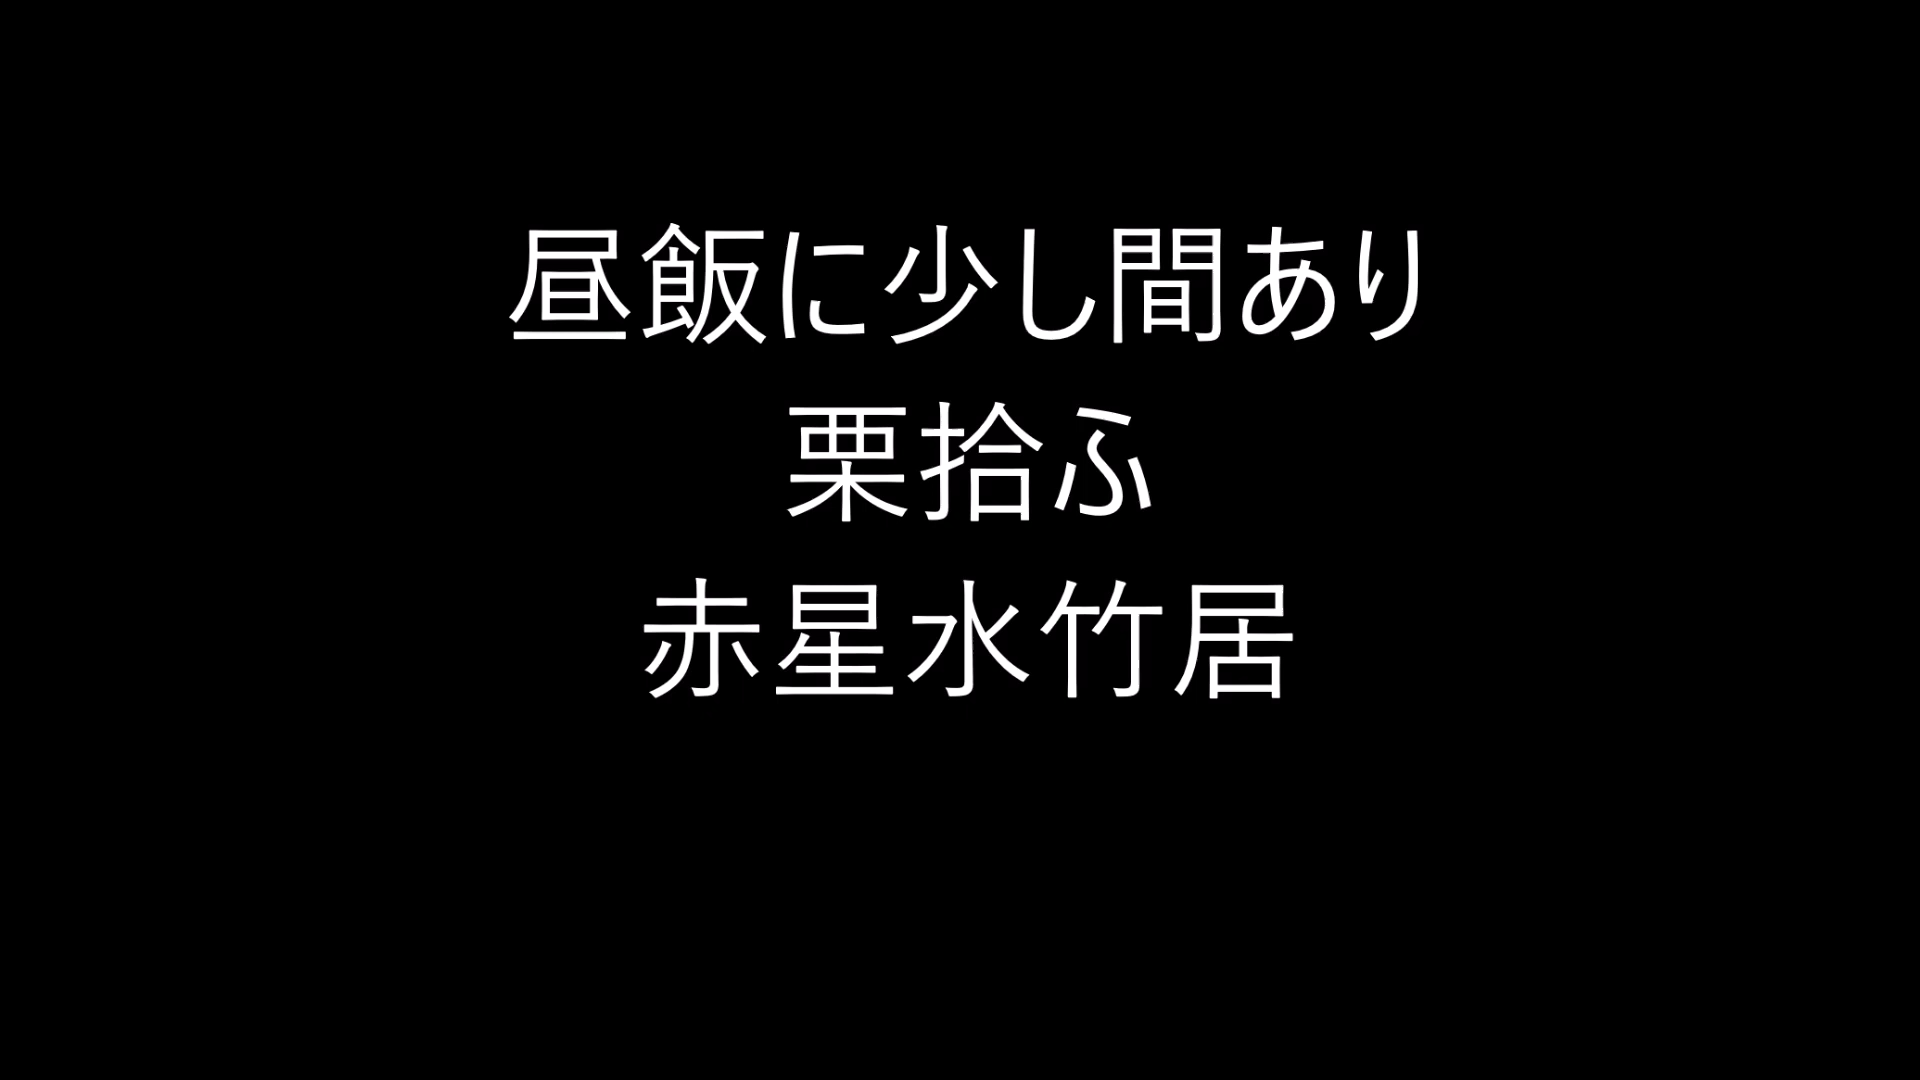 昼飯に少し間あり
栗拾ふ
赤星水竹居